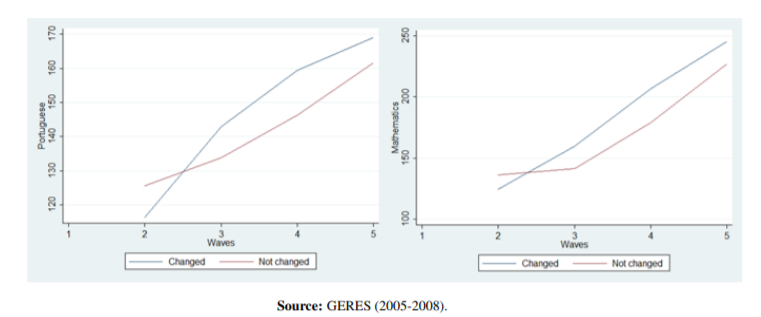 Portuguese
170
160
150
140
130
120
1 2 3 4 5
Waves
Changed Not changed
Mathematics
250
200
150
100
1 2 3 4 5
Waves
Changed Not changed
Source: GERES (2005-2008).